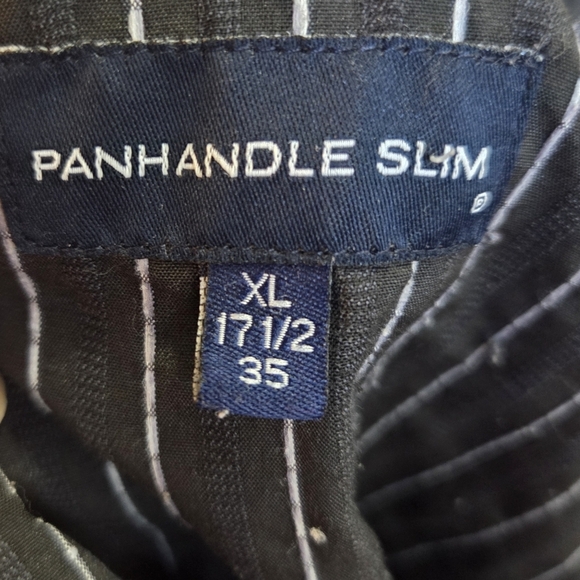 PANHANDLE SLIM
XL
17 1/2
35